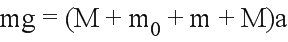 mg = (M + m₀ + m + M)a